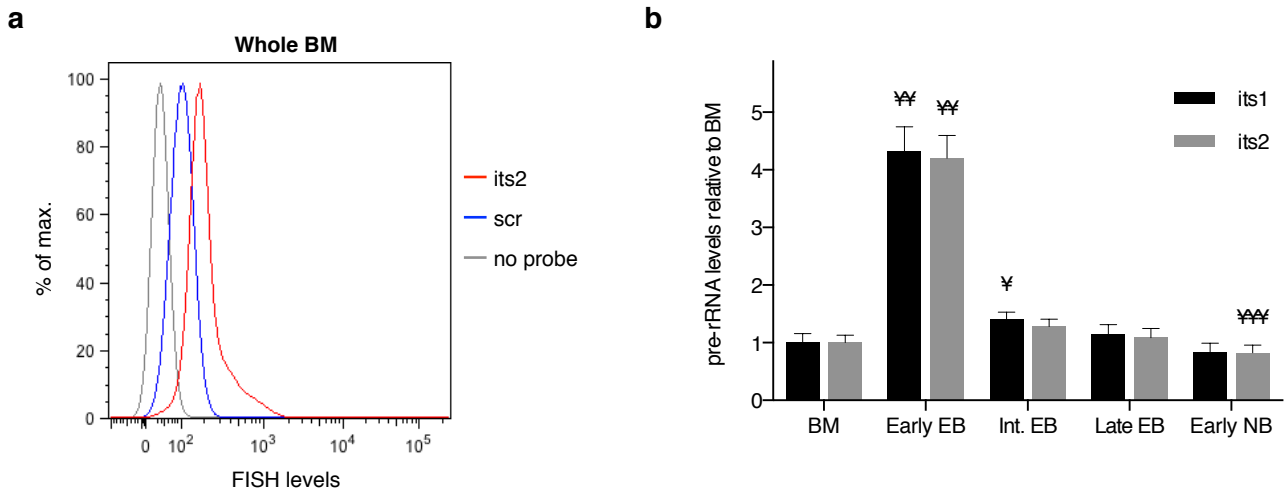 a
Whole BM
100
80
60
40
20
0
% of max.
0 10² 10³ 10⁴ 10⁵
FISH levels
its2
scr
no probe
b
pre-rRNA levels relative to BM
5
4
3
2
1
0
¥¥ ¥¥
¥
¥¥¥
its1
its2
BM Early EB Int. EB Late EB Early NB